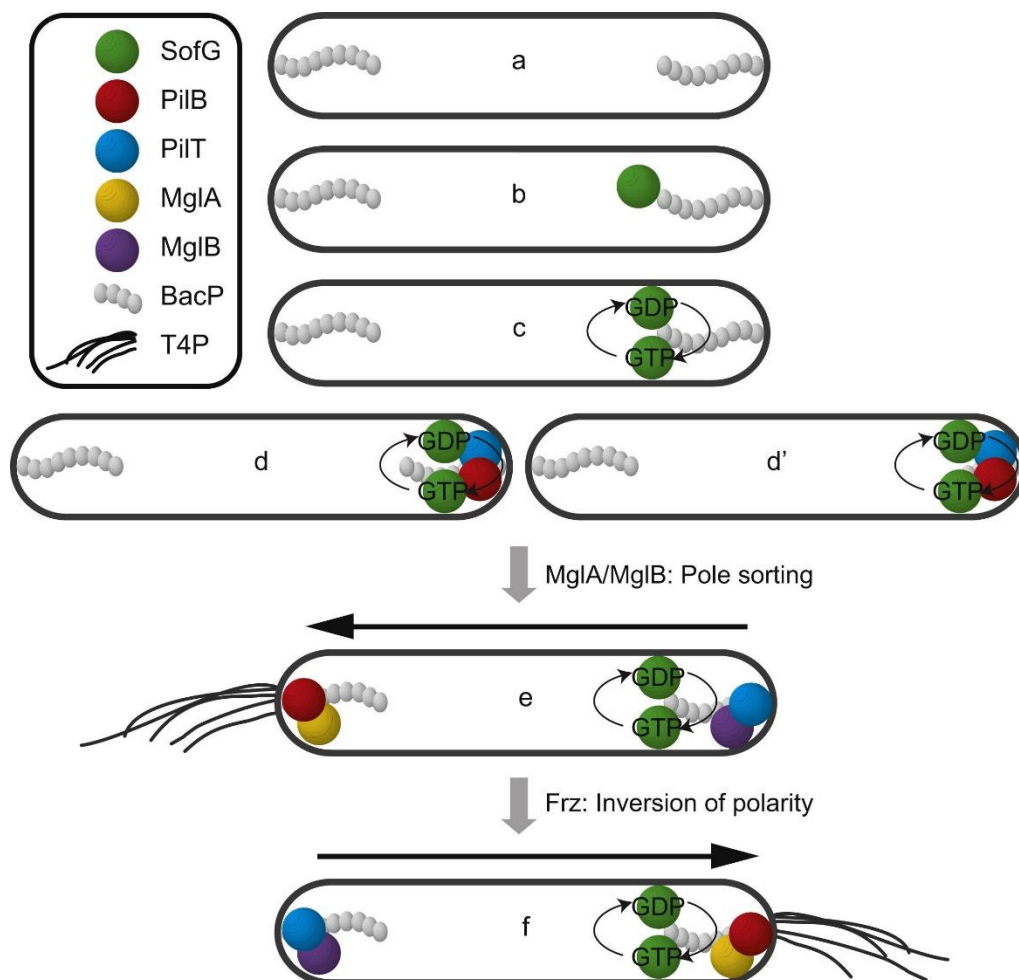 SofG
PilB
PilT
MglA
MglB
BacP
T4P
a
b
c
GDP
GTP
d
GDP
GTP
d'
GDP
GTP
MglA/MglB: Pole sorting
e
GDP
GTP
Frz: Inversion of polarity
f
GDP
GTP